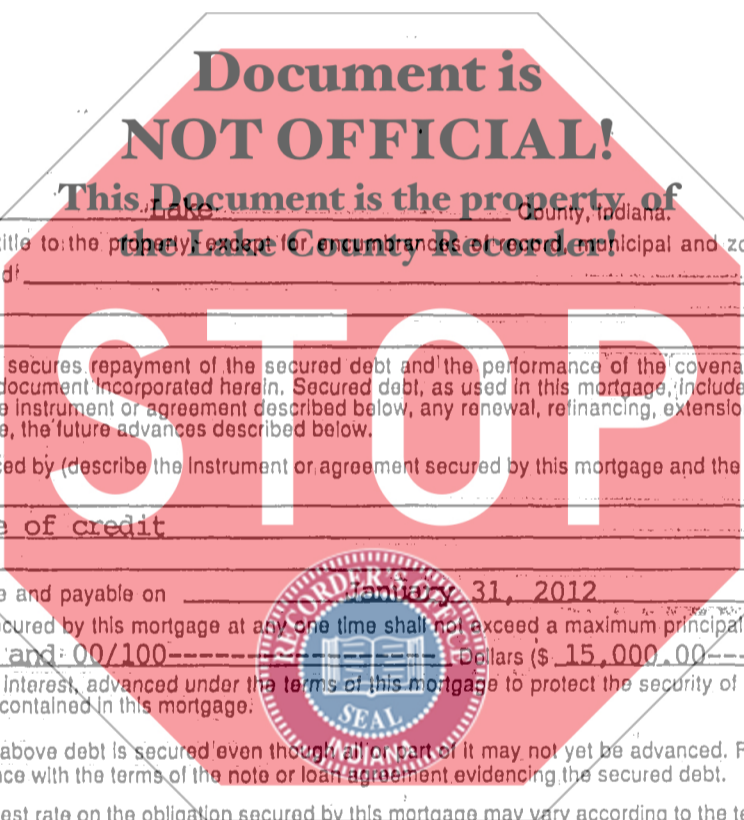 Document is
NOT OFFICIAL!
This Document is the property of
the Lake County Recorder!
Lake County, Indiana.
title to the property, except for encumbrances of record, municipal and zo
STOP
secures repayment of the secured debt and the performance of the covena
document incorporated herein. Secured debt, as used in this mortgage, include
e instrument or agreement described below, any renewal, refinancing, extensio
e, the future advances described below.
ed by (describe the instrument or agreement secured by this mortgage and the
e of credit
e and payable on January 31, 2012
cured by this mortgage at any one time shall not exceed a maximum principal
and 00/100---------------------------- Dollars ($ 15,000.00---
interest, advanced under the terms of this mortgage to protect the security of
contained in this mortgage.
RECORDER'S OFFICE
SEAL
INDIANA
above debt is secured even though all or part of it may not yet be advanced. F
nce with the terms of the note or loan agreement evidencing the secured debt.
est rate on the obligation secured by this mortgage may vary according to the te